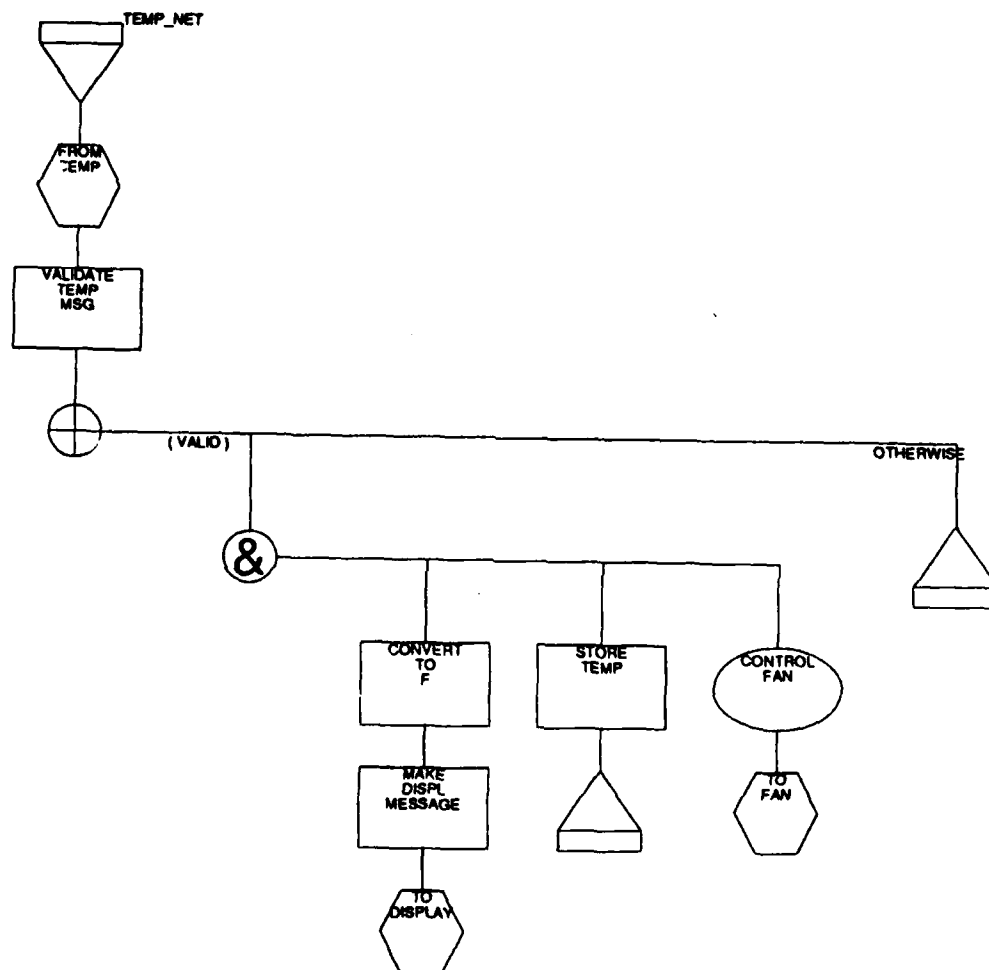 TEMP_NET
FROM
TEMP
VALIDATE
TEMP
MSG
( VALID )
OTHERWISE
&
CONVERT
TO
F
STORE
TEMP
CONTROL
FAN
MAKE
DISPL
MESSAGE
TO
FAN
TO
DISPLAY